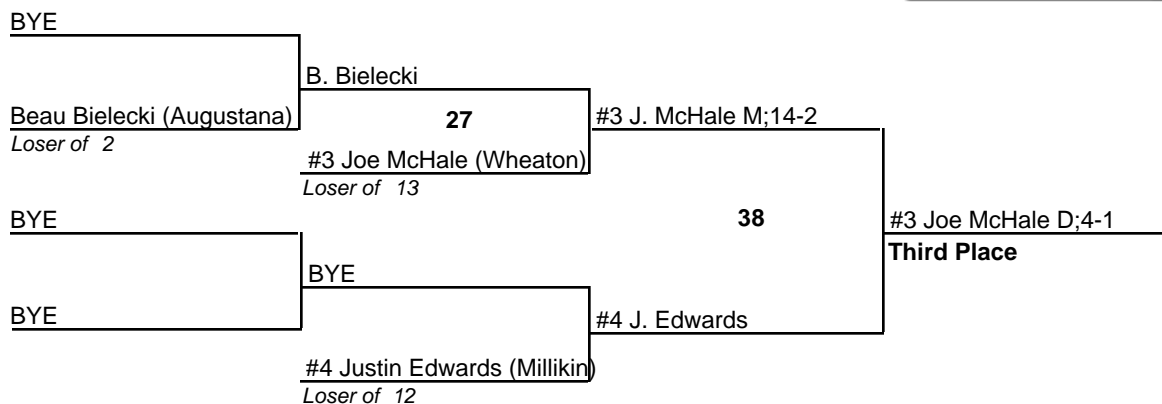 BYE
B. Bielecki
Beau Bielecki (Augustana)
27
#3 J. McHale M;14-2
Loser of 2
#3 Joe McHale (Wheaton)
Loser of 13
BYE
38
#3 Joe McHale D;4-1
Third Place
BYE
BYE
#4 J. Edwards
#4 Justin Edwards (Millikin)
Loser of 12